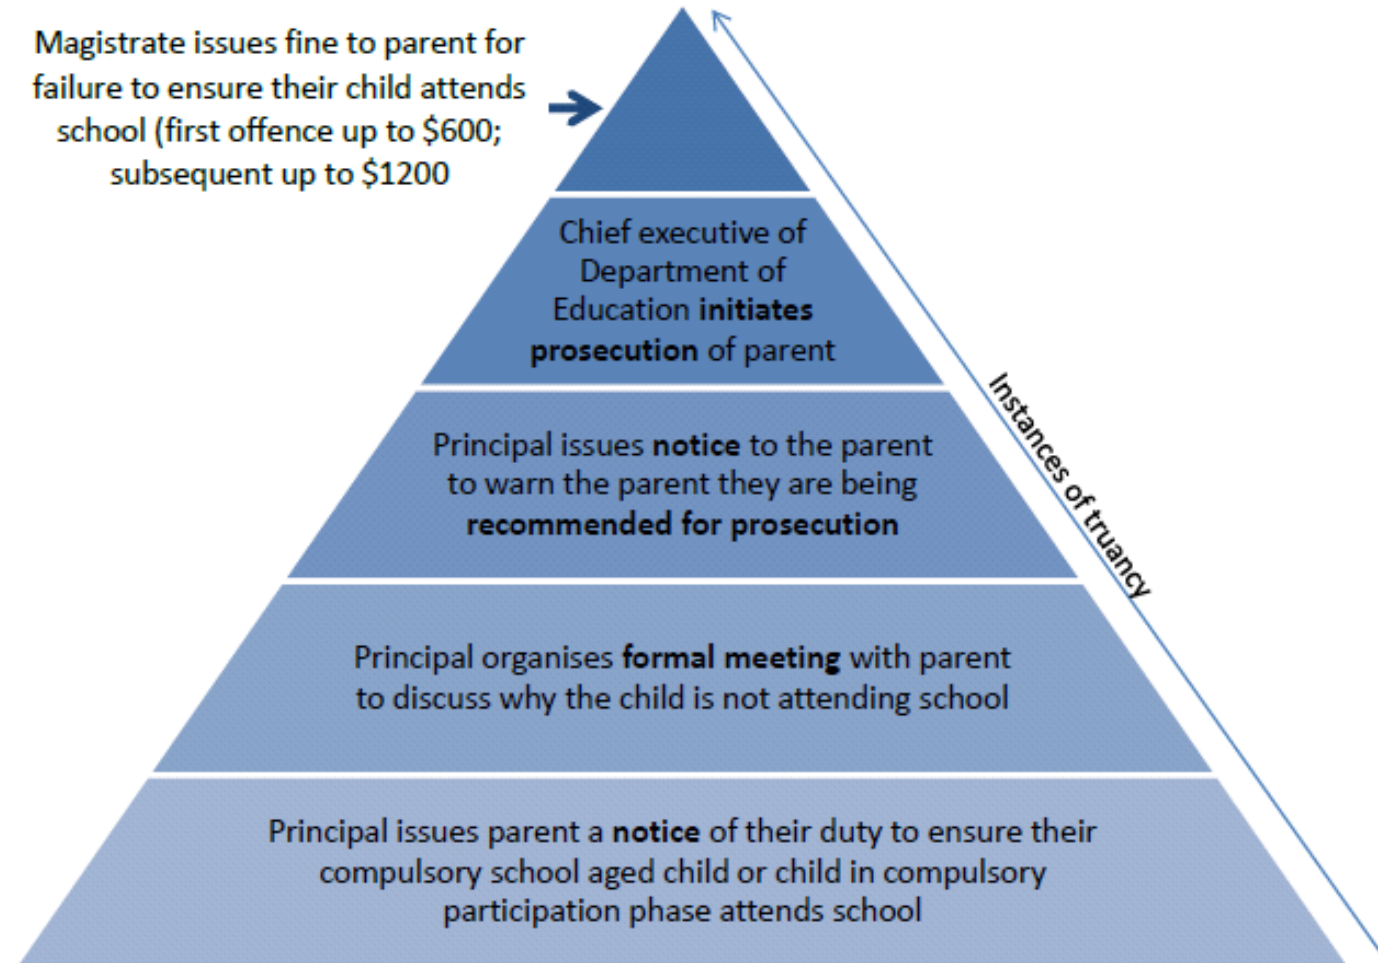 Magistrate issues fine to parent for
failure to ensure their child attends
school (first offence up to $600;
subsequent up to $1200
Chief executive of
Department of
Education initiates
prosecution of parent
Instances of truancy
Principal issues notice to the parent
to warn the parent they are being
recommended for prosecution
Principal organises formal meeting with parent
to discuss why the child is not attending school
Principal issues parent a notice of their duty to ensure their
compulsory school aged child or child in compulsory
participation phase attends school